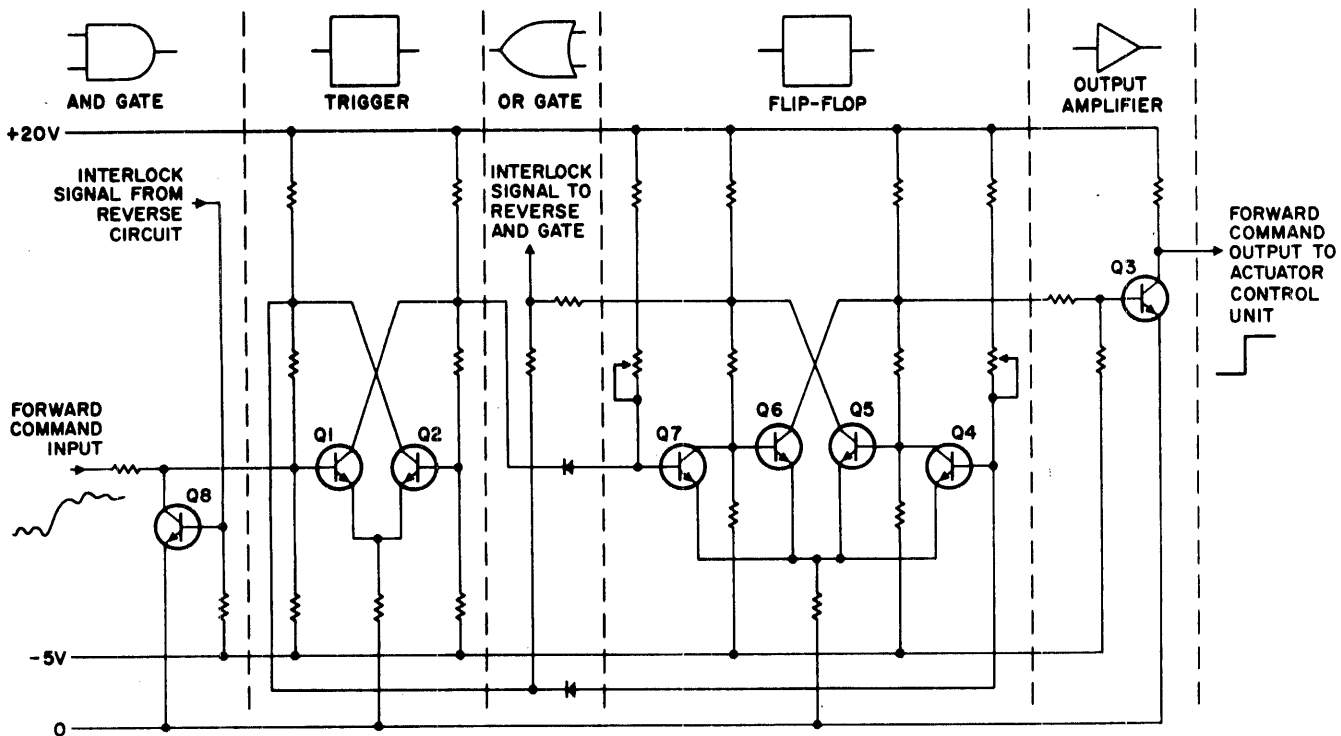 AND GATE
TRIGGER
OR GATE
FLIP-FLOP
OUTPUT
AMPLIFIER
+20V
INTERLOCK
SIGNAL FROM
REVERSE
CIRCUIT
INTERLOCK
SIGNAL TO
REVERSE
AND GATE
FORWARD
COMMAND
OUTPUT TO
ACTUATOR
CONTROL
UNIT
Q3
FORWARD
COMMAND
INPUT
Q1
Q2
Q7
Q6
Q5
Q4
Q8
-5V
0